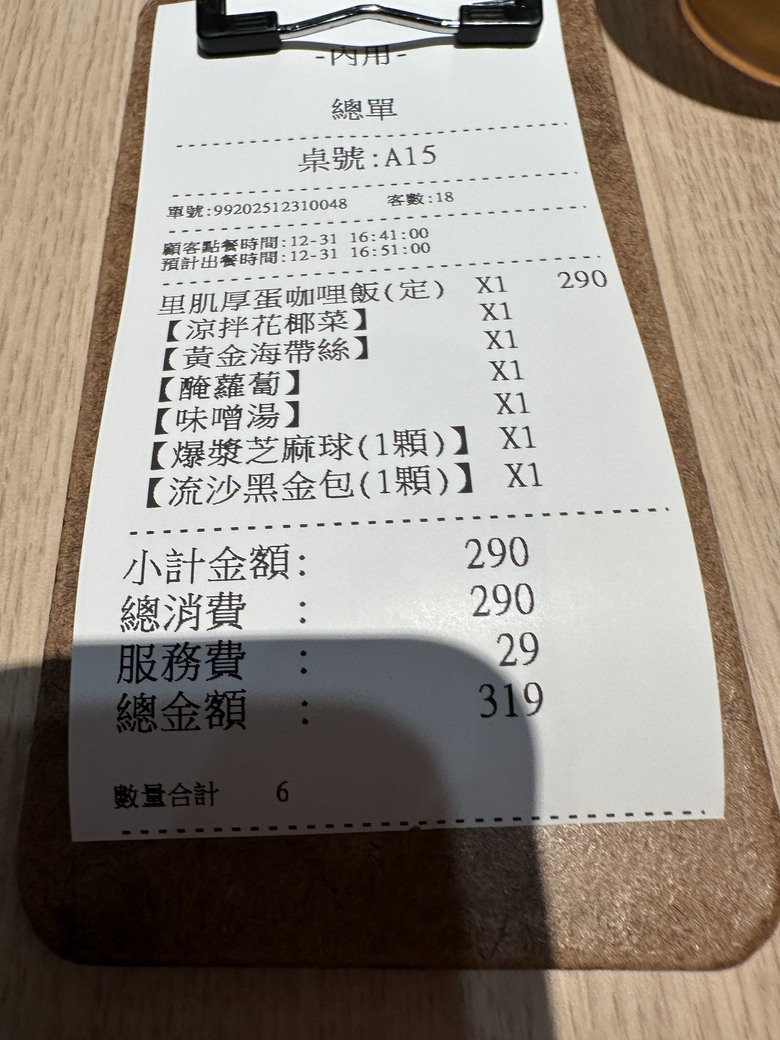 -內用-
總單
桌號:A15
單號:99202512310048 客數:18
顧客點餐時間:12-31 16:41:00
預計出餐時間:12-31 16:51:00
里肌厚蛋咖哩飯(定) X1 290
【涼拌花椰菜】 X1
【黃金海帶絲】 X1
【醃蘿蔔】 X1
【味噌湯】 X1
【爆漿芝麻球(1顆)】 X1
【流沙黑金包(1顆)】 X1
小計金額: 290
總消費 : 290
服務費 : 29
總金額 : 319
數量合計 6